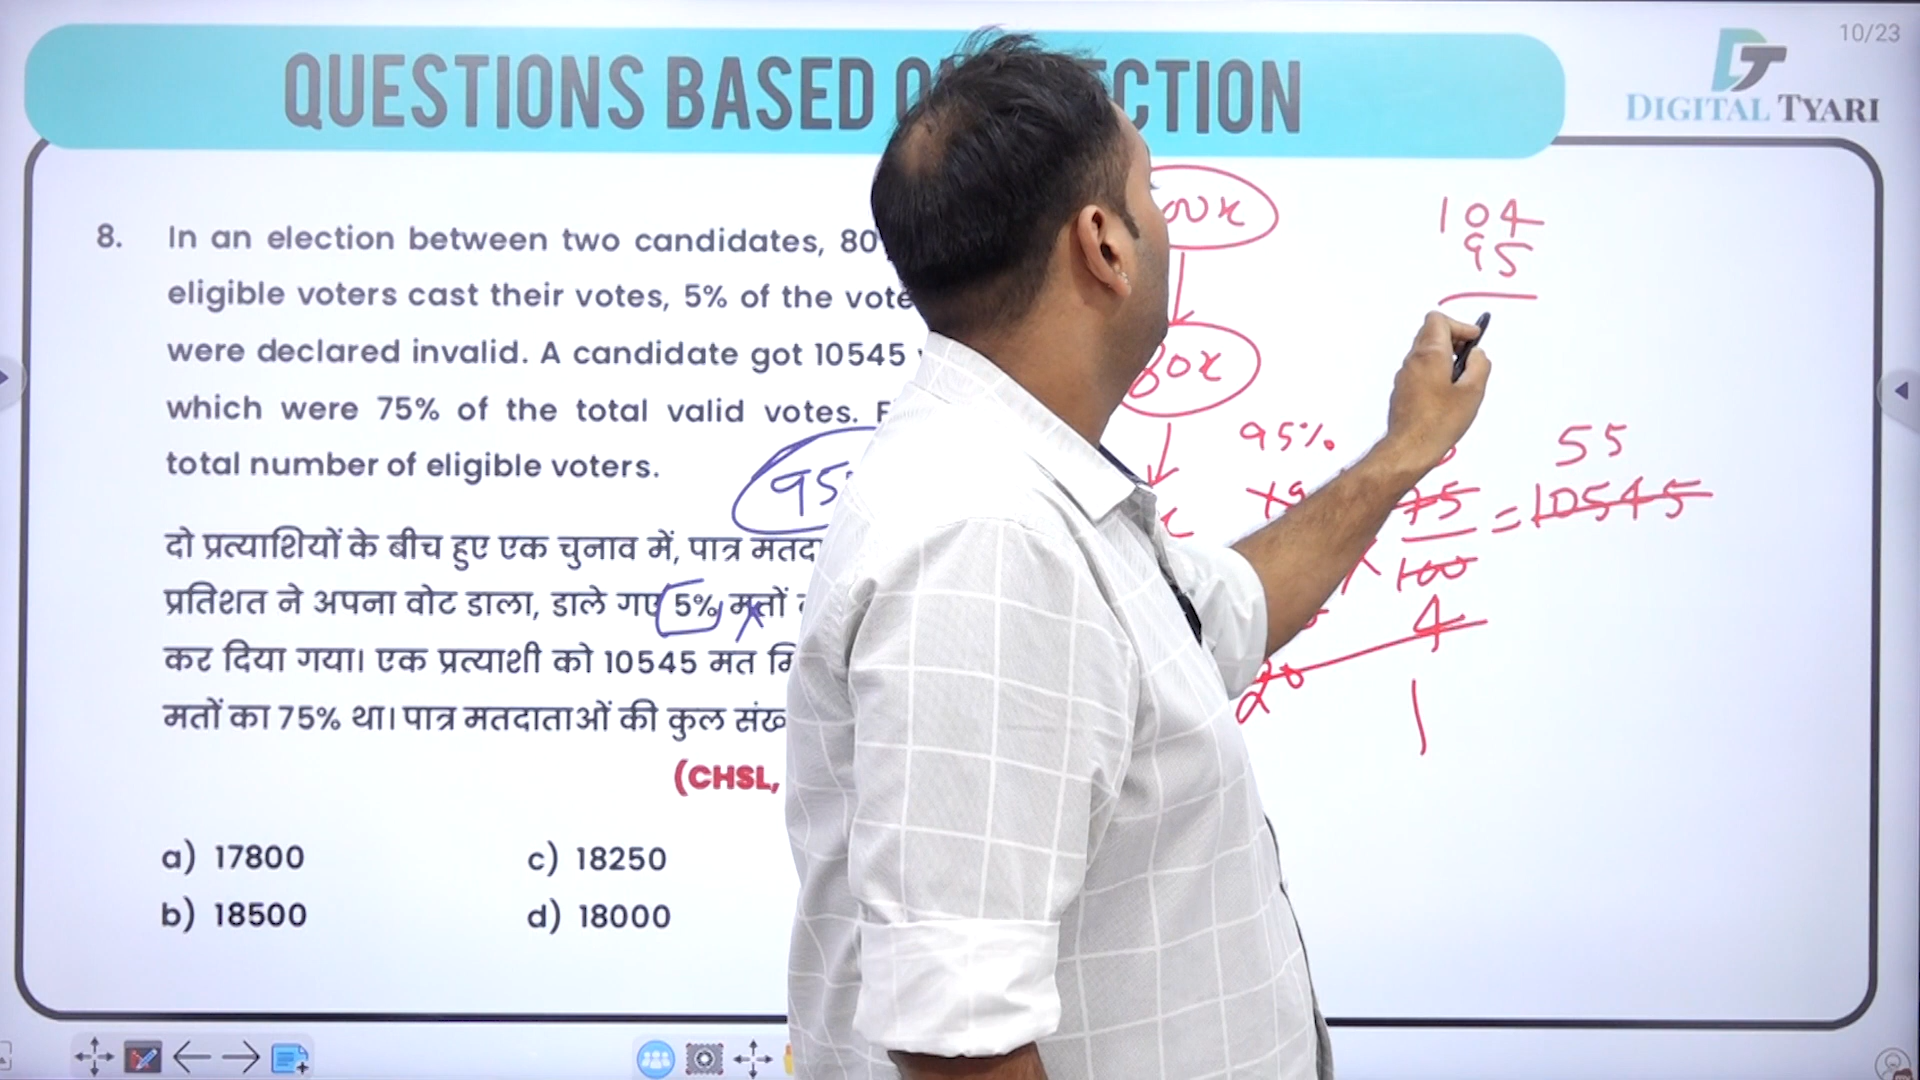 10/23
QUESTIONS BASED CTION
DIGITAL TYARI
8. In an election between two candidates, 80
eligible voters cast their votes, 5% of the vote
were declared invalid. A candidate got 10545
which were 75% of the total valid votes.
total number of eligible voters.
दो प्रत्याशियों के बीच हुए एक चुनाव में, पात्र
प्रतिशत ने अपना वोट डाला, डाले गए 5% मतों
कर दिया गया। एक प्रत्याशी को 10545 मत
मतों का 75% था। पात्र मतदाताओं की कुल
(CHSL,
a) 17800
c) 18250
b) 18500
d) 18000
95
104
95
80x
95%
55
75 = 10545
100
4
20
1